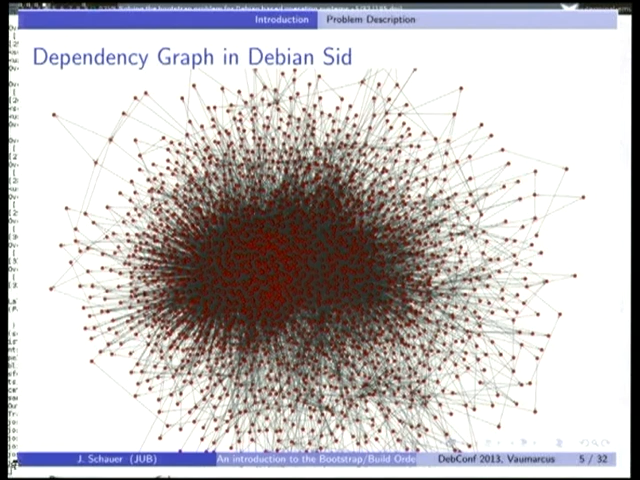 Introduction
Problem Description
Dependency Graph in Debian Sid
J. Schauer (JUB)
An introduction to the Bootstrap/Build Orde
DebConf 2013, Vaumarcus
5 / 32